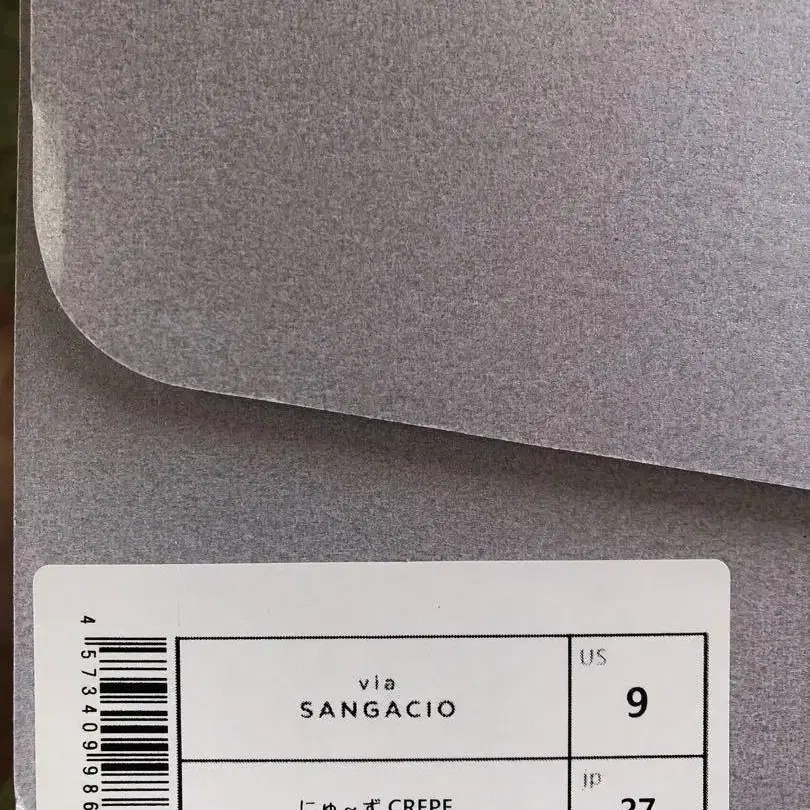 4 573409 986
via
SANGACIO
US
9
にゅ～ず CREPE
jp
27